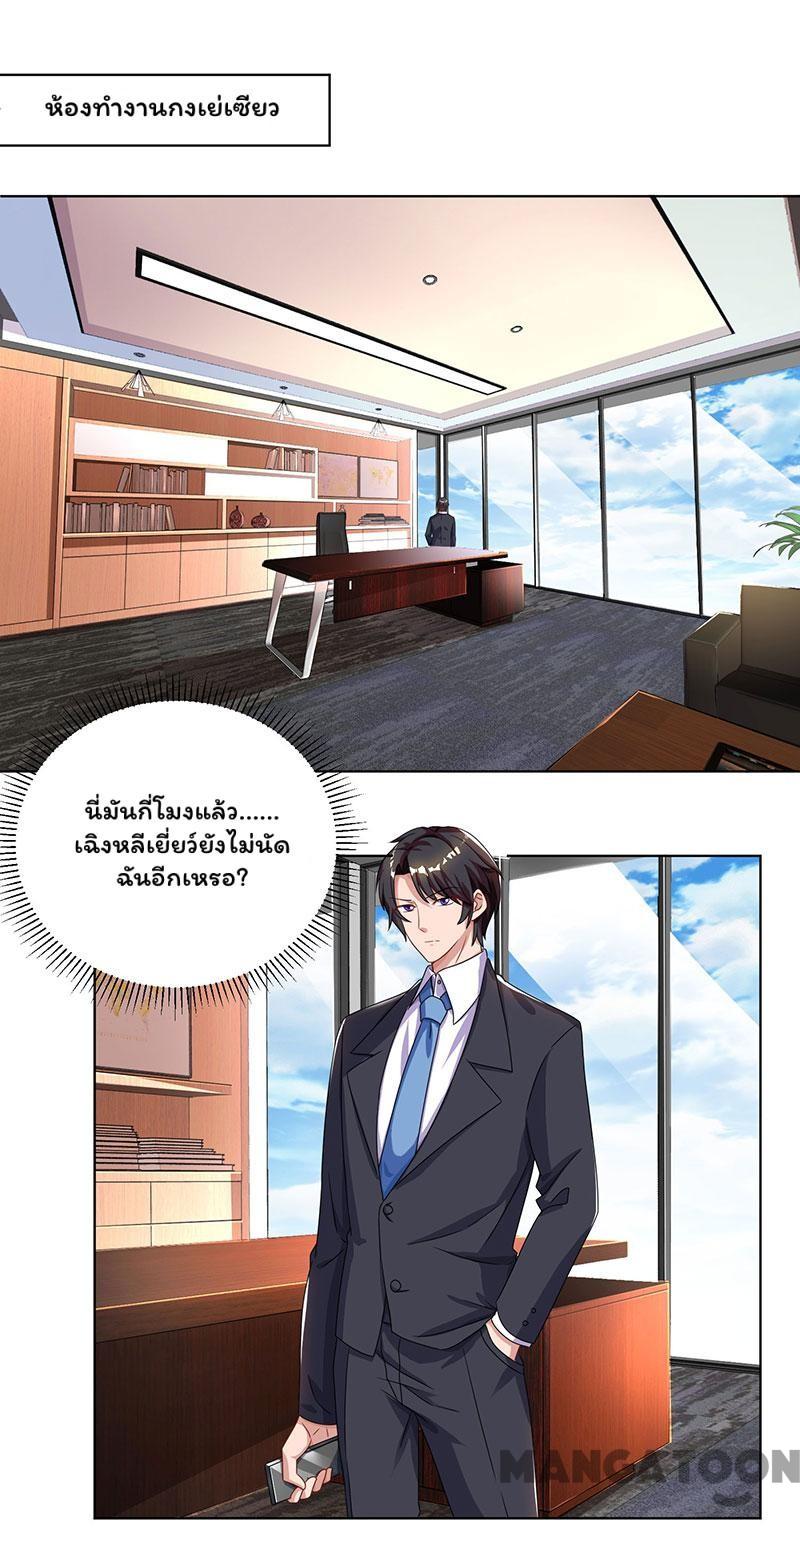 ห้องทำงานกงเย่เซียว
นี่มันกี่โมงแล้ว......
เฉิงหลีเยี่ยว์ยังไม่นัด
ฉันอีกเหรอ?
MANGATOON